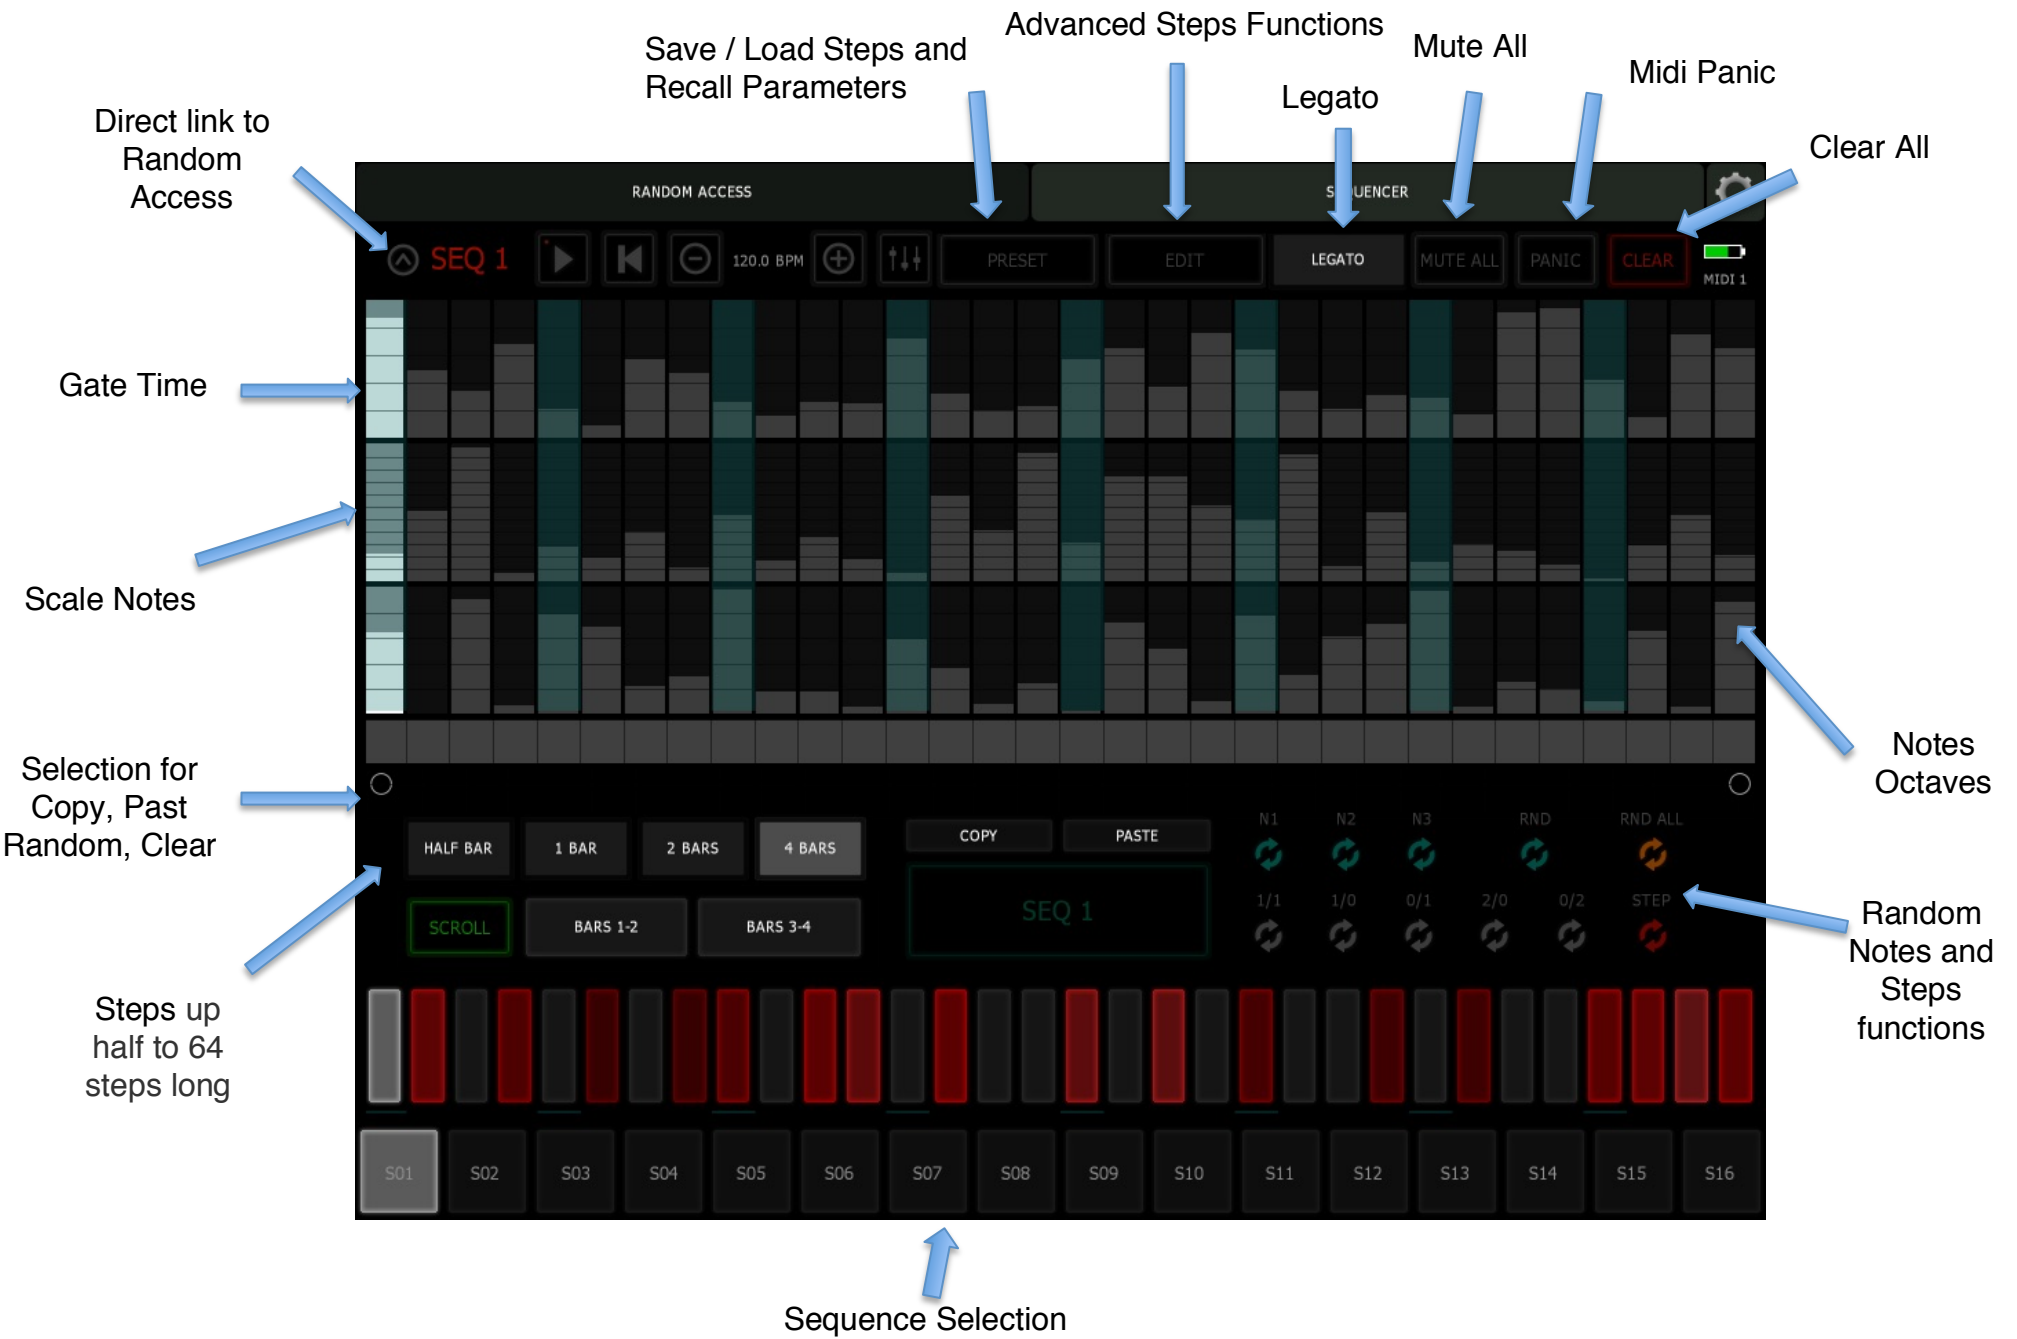 Advanced Steps Functions
Save / Load Steps and
Recall Parameters
Mute All
Midi Panic
Legato
Direct link to
Random
Access
Clear All
RANDOM ACCESS
SEQUENCER
SEQ 1
120.0 BPM
PRESET
EDIT
LEGATO
MUTE ALL
PANIC
CLEAR
MIDI 1
Gate Time
Scale Notes
Notes
Octaves
Selection for
Copy, Past
Random, Clear
HALF BAR
1 BAR
2 BARS
4 BARS
COPY
PASTE
N1
N2
N3
RND
RND ALL
SCROLL
BARS 1-2
BARS 3-4
SEQ 1
1/1
1/0
0/1
2/0
0/2
STEP
Random
Notes and
Steps
functions
Steps up
half to 64
steps long
S01
S02
S03
S04
S05
S06
S07
S08
S09
S10
S11
S12
S13
S14
S15
S16
Sequence Selection